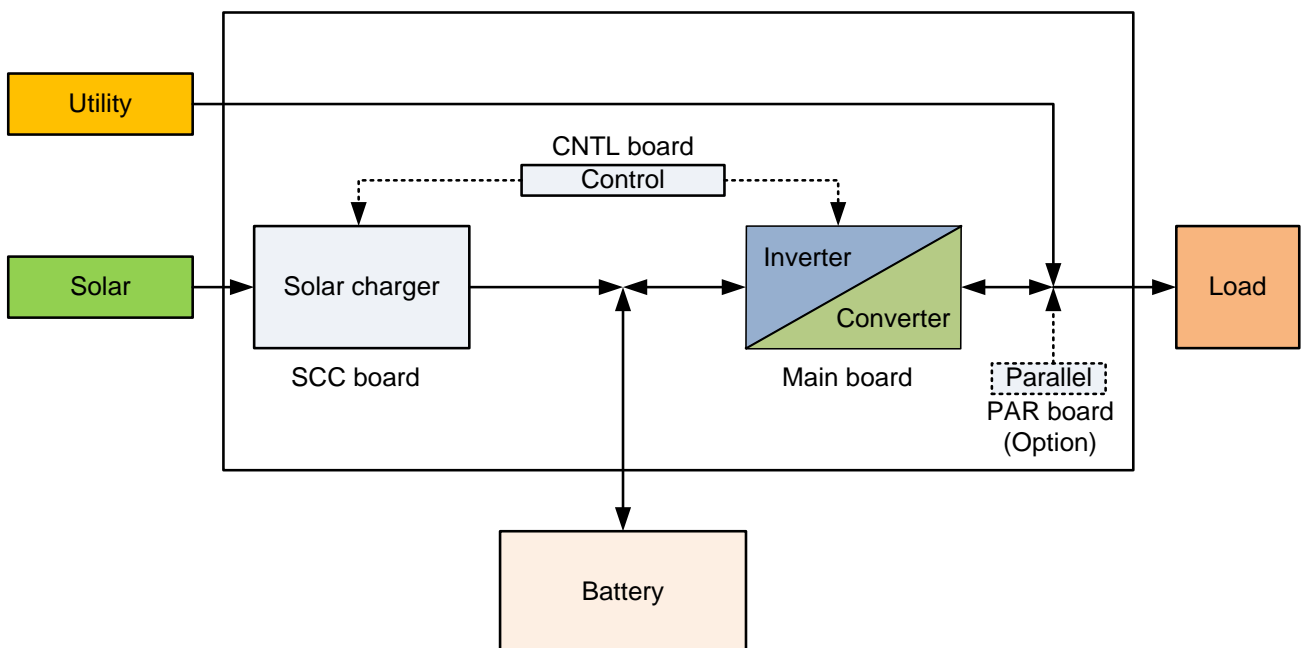 Utility
CNTL board
Control
Solar
Solar charger
SCC board
Inverter
Converter
Main board
Load
Parallel
PAR board
(Option)
Battery